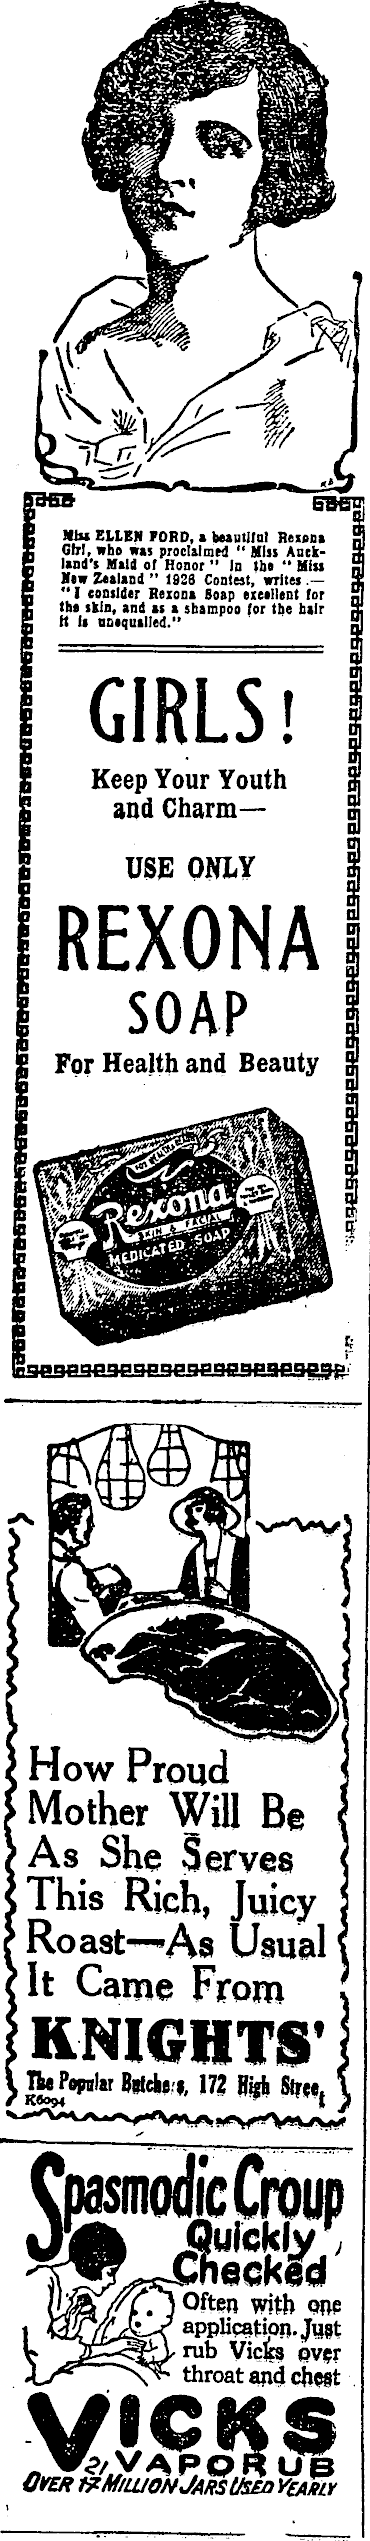 Miss ELLEN FORD, a beautiful Rexona
Girl, who was proclaimed "Miss Auck-
land's Maid of Honor" in the "Miss
New Zealand" 1926 Contest, writes.—
"I consider Rexona Soap excellent for
the skin, and as a shampoo for the hair
it is unequalled."
GIRLS!
Keep Your Youth
and Charm—
USE ONLY
REXONA
SOAP
For Health and Beauty
Rexona
SKIN & FACIAL
MEDICATED SOAP
How Proud
Mother Will Be
As She Serves
This Rich, Juicy
Roast—As Usual
It Came From
KNIGHTS'
The Popular Butchers, 172 High Street
K6094
Spasmodic Croup
Quickly
Checked
Often with one
application. Just
rub Vicks over
throat and chest
VICKS
VAPORUB
OVER 21 17 MILLION JARS USED YEARLY